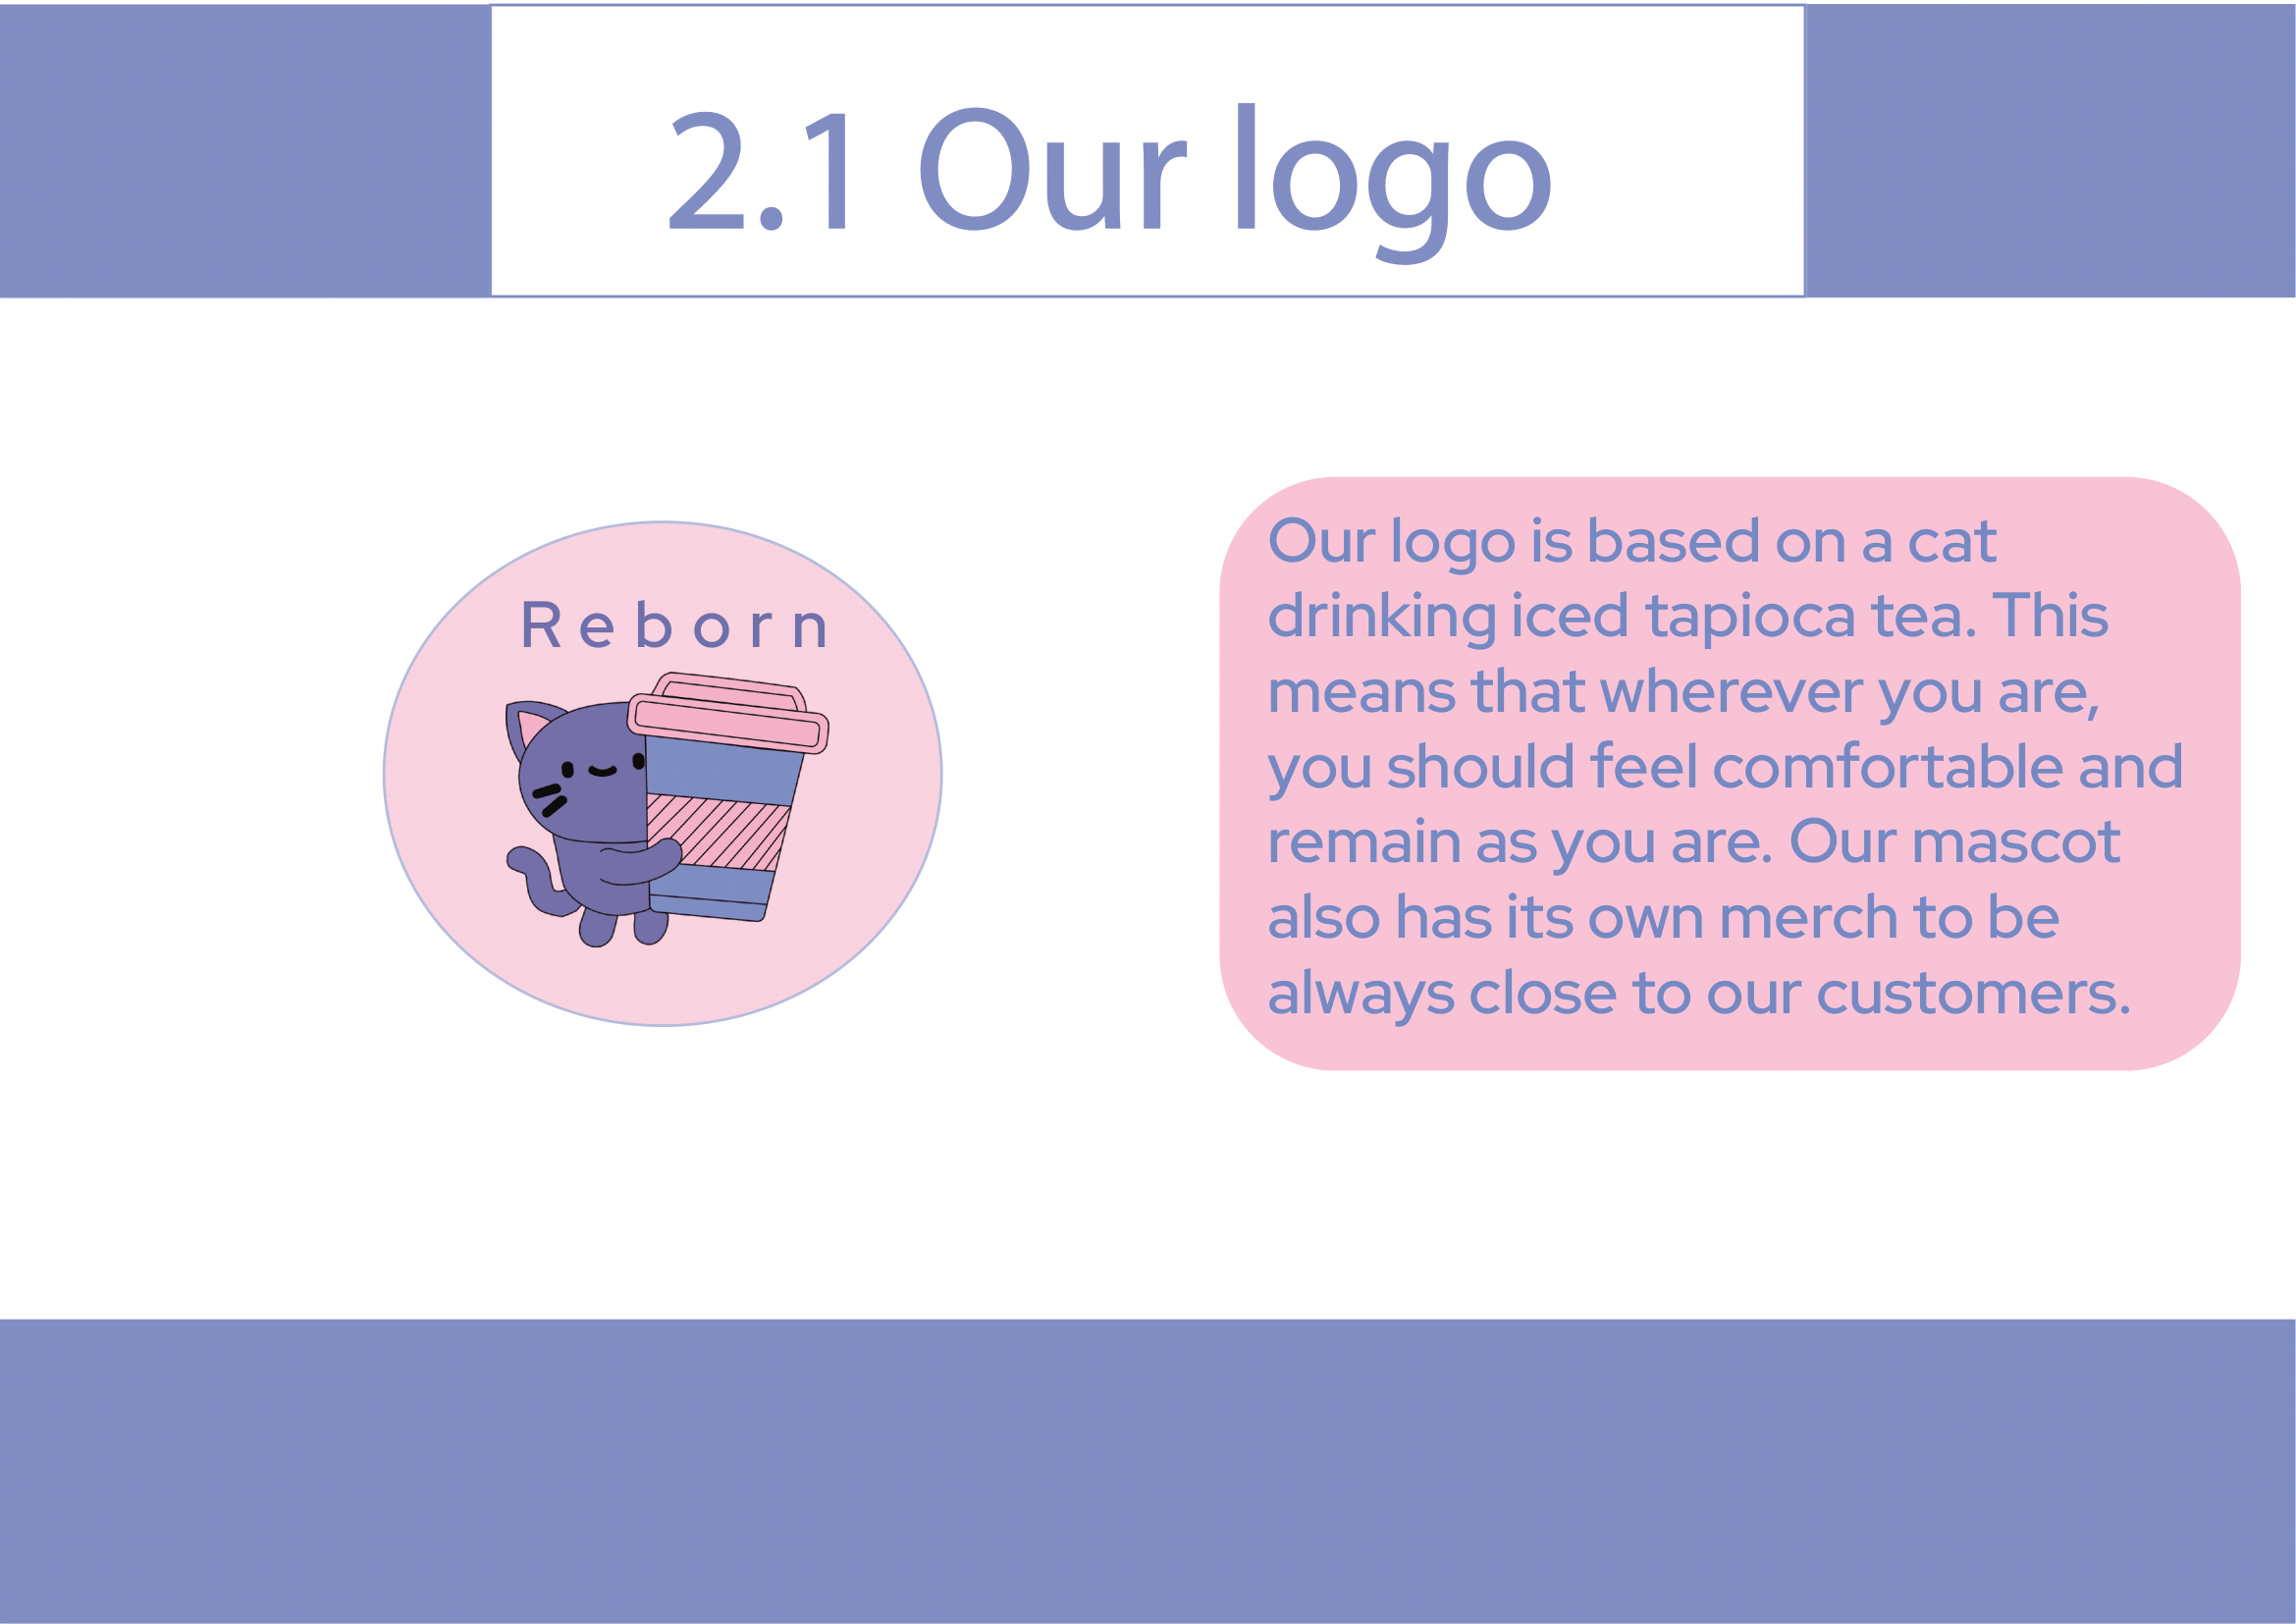 2.1 Our logo
Reborn
Our logo is based on a cat
drinking iced tapioca tea. This
means that wherever you are,
you should feel comfortable and
remain as you are. Our mascot
also has its own merch to be
always close to our customers.